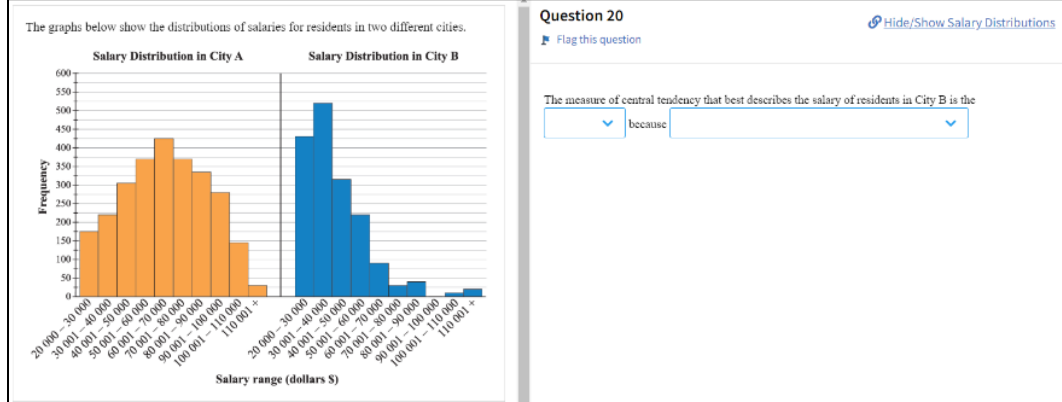 The graphs below show the distributions of salaries for residents in two different cities.
Salary Distribution in City A
Salary Distribution in City B
600
550
500
450
400
350
300
250
200
150
100
50
0
Frequency
20 000 – 30 000
30 001 – 40 000
40 001 – 50 000
50 001 – 60 000
60 001 – 70 000
70 001 – 80 000
80 001 – 90 000
90 001 – 100 000
100 001 – 110 000
110 001 +
20 000 – 30 000
30 001 – 40 000
40 001 – 50 000
50 001 – 60 000
60 001 – 70 000
70 001 – 80 000
80 001 – 90 000
90 001 – 100 000
100 001 – 110 000
110 001 +
Salary range (dollars $)
Question 20
Hide/Show Salary Distributions
Flag this question
The measure of central tendency that best describes the salary of residents in City B is the
because